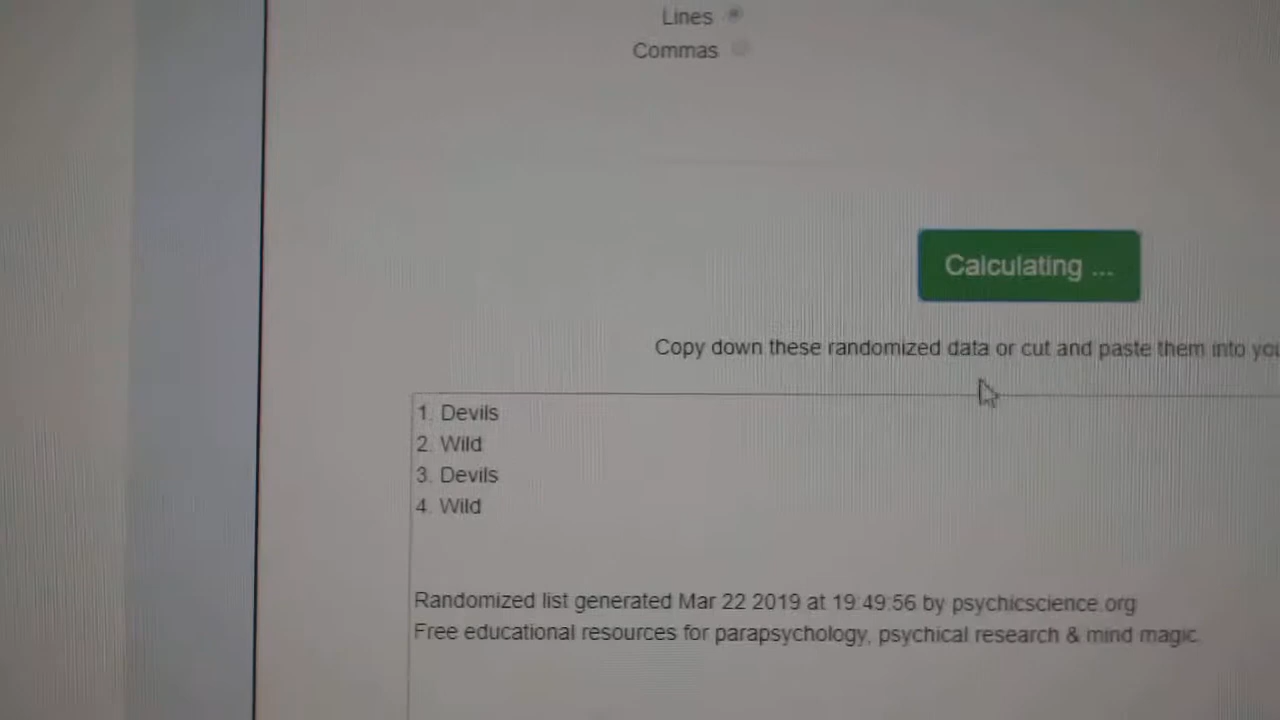 Lines
Commas
Calculating ...
Copy down these randomized data or cut and paste them into you
1. Devils
2. Wild
3. Devils
4. Wild
Randomized list generated Mar 22 2019 at 19:49:56 by psychicscience.org
Free educational resources for parapsychology, psychical research & mind magic